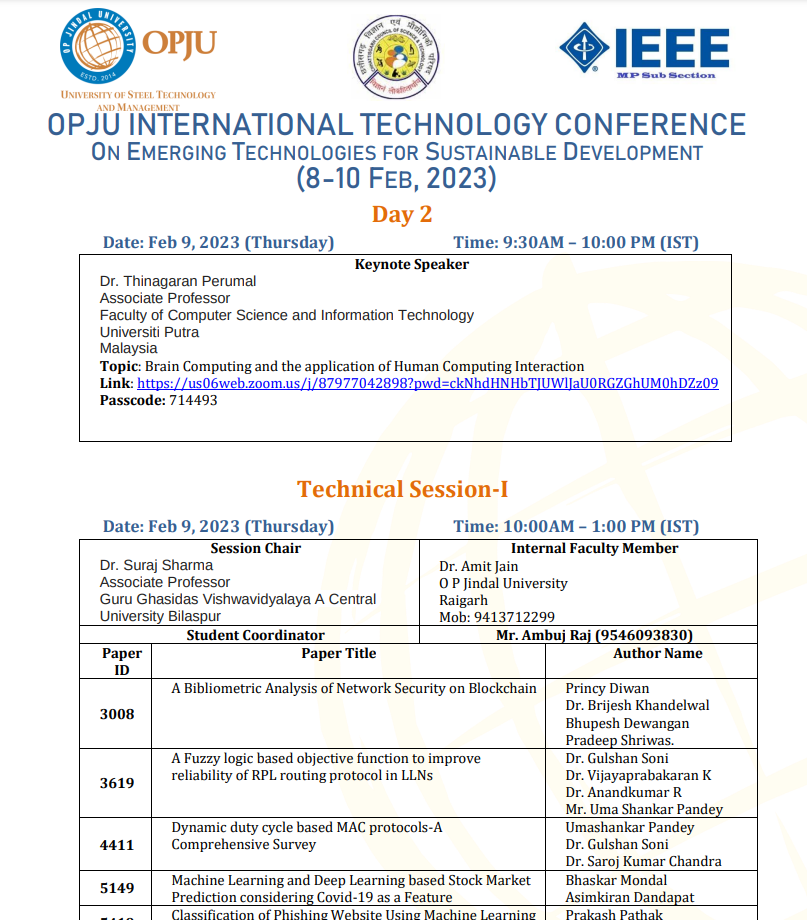 OP JINDAL UNIVERSITY
ESTD. 2014
OPJU
UNIVERSITY OF STEEL TECHNOLOGY
AND MANAGEMENT
IEEE
MP Sub Section
OPJU INTERNATIONAL TECHNOLOGY CONFERENCE
ON EMERGING TECHNOLOGIES FOR SUSTAINABLE DEVELOPMENT
(8-10 FEB, 2023)
Day 2
Date: Feb 9, 2023 (Thursday) Time: 9:30AM – 10:00 PM (IST)
Keynote Speaker
Dr. Thinagaran Perumal
Associate Professor
Faculty of Computer Science and Information Technology
Universiti Putra
Malaysia
Topic: Brain Computing and the application of Human Computing Interaction
Link: https://us06web.zoom.us/j/87977042898?pwd=ckNhdHNHbTJUWlJaU0RGZGhUM0hDZz09
Passcode: 714493
Technical Session-I
Date: Feb 9, 2023 (Thursday) Time: 10:00AM – 1:00 PM (IST)
Session Chair Internal Faculty Member
Dr. Suraj Sharma Dr. Amit Jain
Associate Professor O P Jindal University
Guru Ghasidas Vishwavidyalaya A Central Raigarh
University Bilaspur Mob: 9413712299
Student Coordinator Mr. Ambuj Raj (9546093830)
Paper Paper Title Author Name
ID
3008
A Bibliometric Analysis of Network Security on Blockchain
Princy Diwan
Dr. Brijesh Khandelwal
Bhupesh Dewangan
Pradeep Shriwas.
3619
A Fuzzy logic based objective function to improve
reliability of RPL routing protocol in LLNs
Dr. Gulshan Soni
Dr. Vijayaprabakaran K
Dr. Anandkumar R
Mr. Uma Shankar Pandey
4411
Dynamic duty cycle based MAC protocols-A
Comprehensive Survey
Umashankar Pandey
Dr. Gulshan Soni
Dr. Saroj Kumar Chandra
5149
Machine Learning and Deep Learning based Stock Market
Prediction considering Covid-19 as a Feature
Bhaskar Mondal
Asimkiran Dandapat
Classification of Phishing Website Using Machine Learning
Prakash Pathak